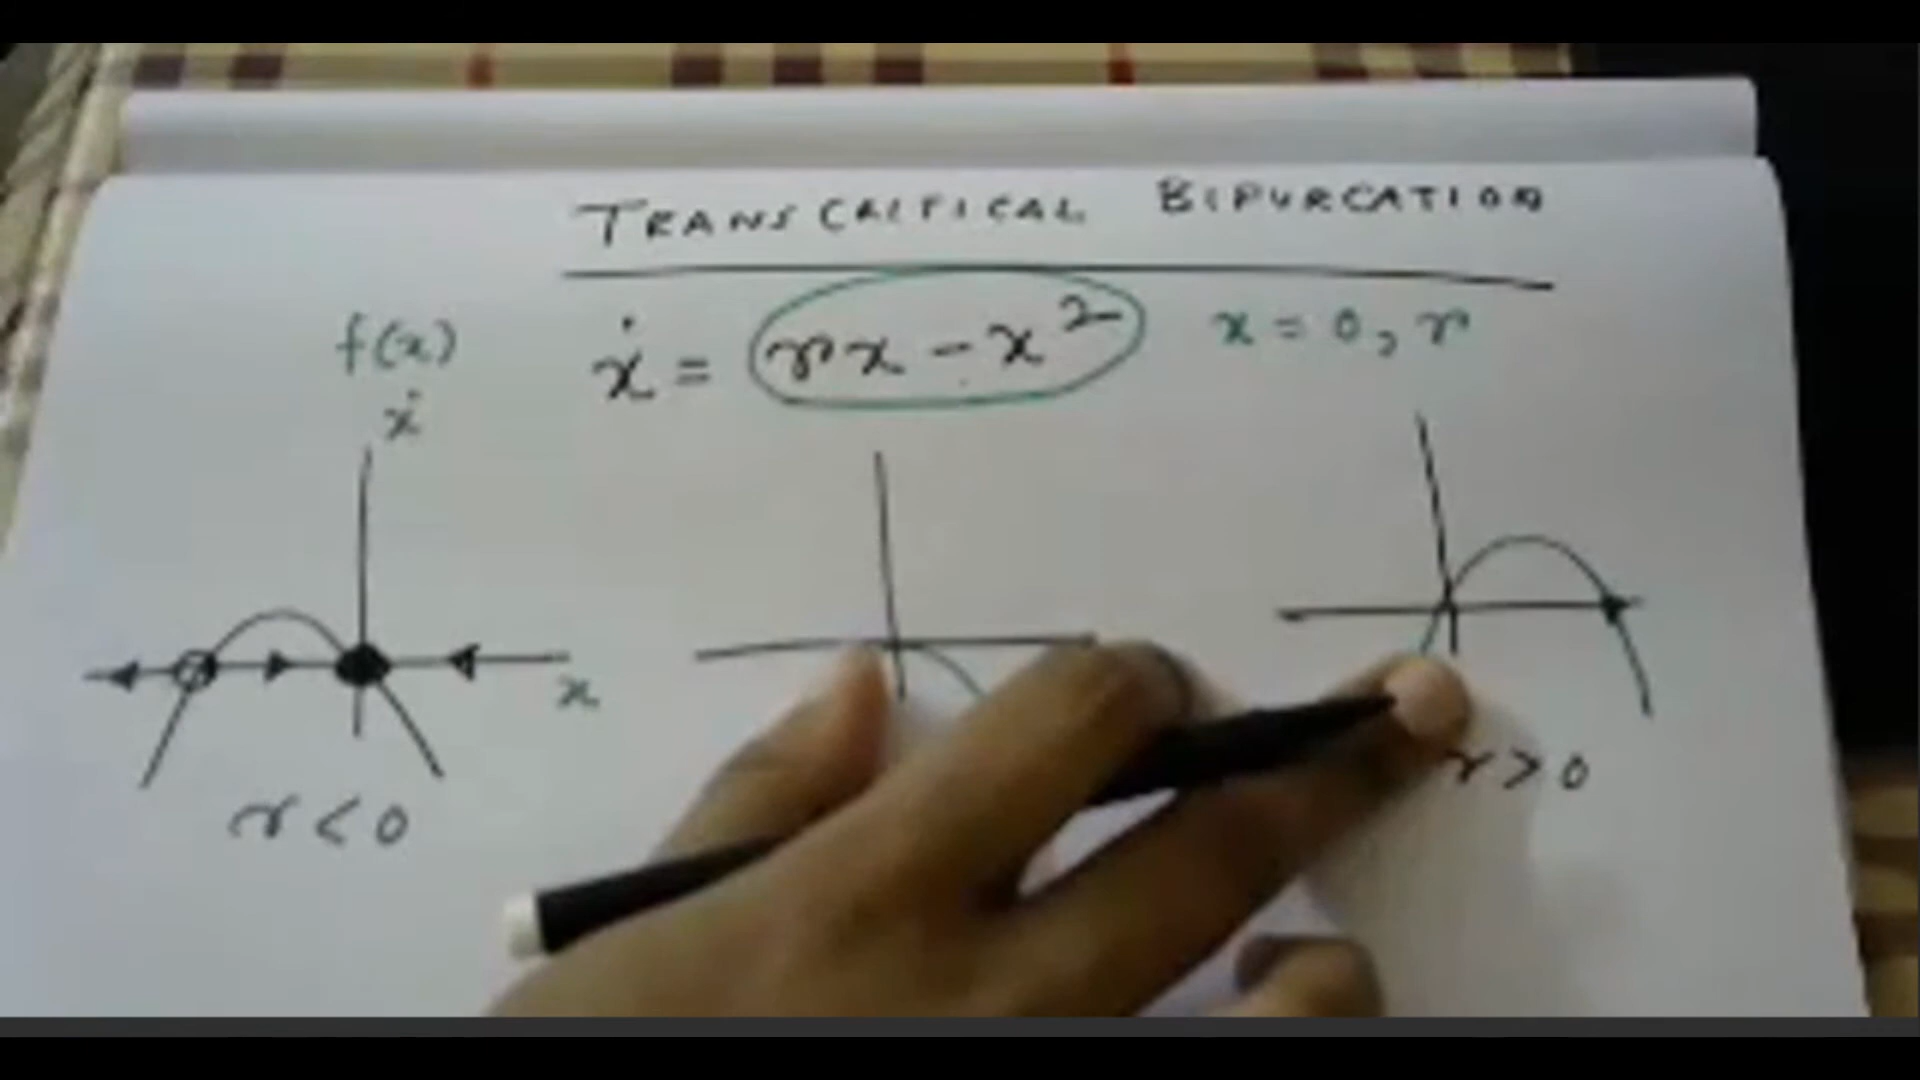 TRANSCRITICAL BIFURCATION
f(x)
ẋ = rx - x² x = 0, r
ẋ
x
r < 0
r > 0